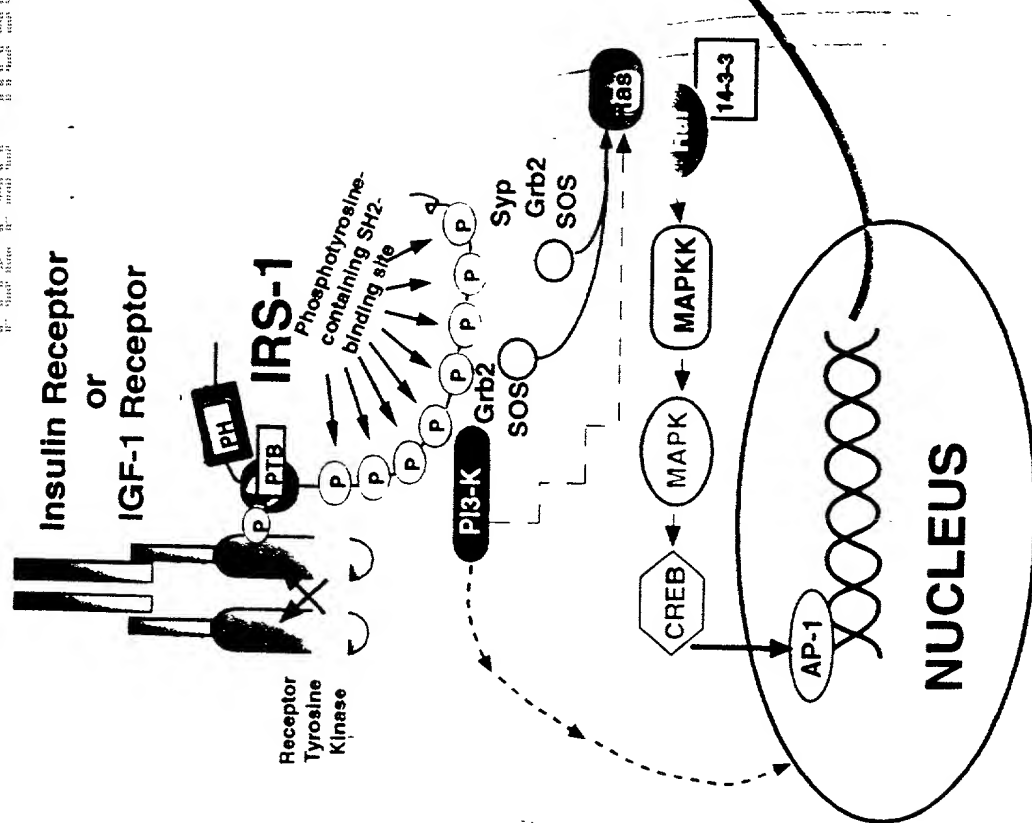 Insulin Receptor
or
IGF-1 Receptor
PH
IRS-1
PTB
P
Receptor
Tyrosine
Kinase
Phosphotyrosine-
containing SH2-
binding site
P
P
P
P
P
P
P
P
Syp
Grb2
SOS
Grb2
SOS
PI3-K
Ras
14-3-3
MAPKK
MAPK
CREB
AP-1
NUCLEUS